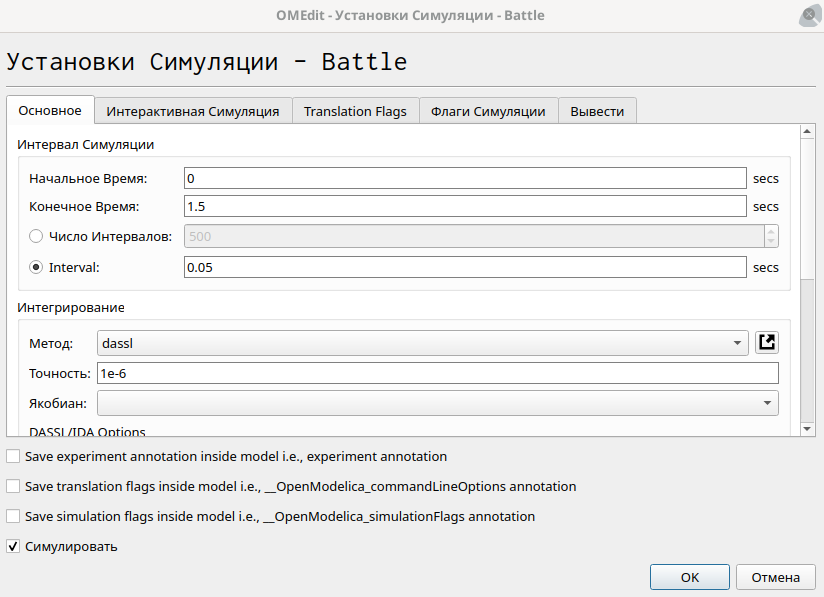 OMEdit - Установки Симуляции - Battle
Установки Симуляции - Battle
Основное Интерактивная Симуляция Translation Flags Флаги Симуляции Вывести
Интервал Симуляции
Начальное Время: 0 secs
Конечное Время: 1.5 secs
Число Интервалов: 500
Interval: 0.05 secs
Интегрирование
Метод: dassl
Точность: 1e-6
Якобиан:
DASSL/IDA Options
Save experiment annotation inside model i.e., experiment annotation
Save translation flags inside model i.e., __OpenModelica_commandLineOptions annotation
Save simulation flags inside model i.e., __OpenModelica_simulationFlags annotation
Симулировать
OK Отмена